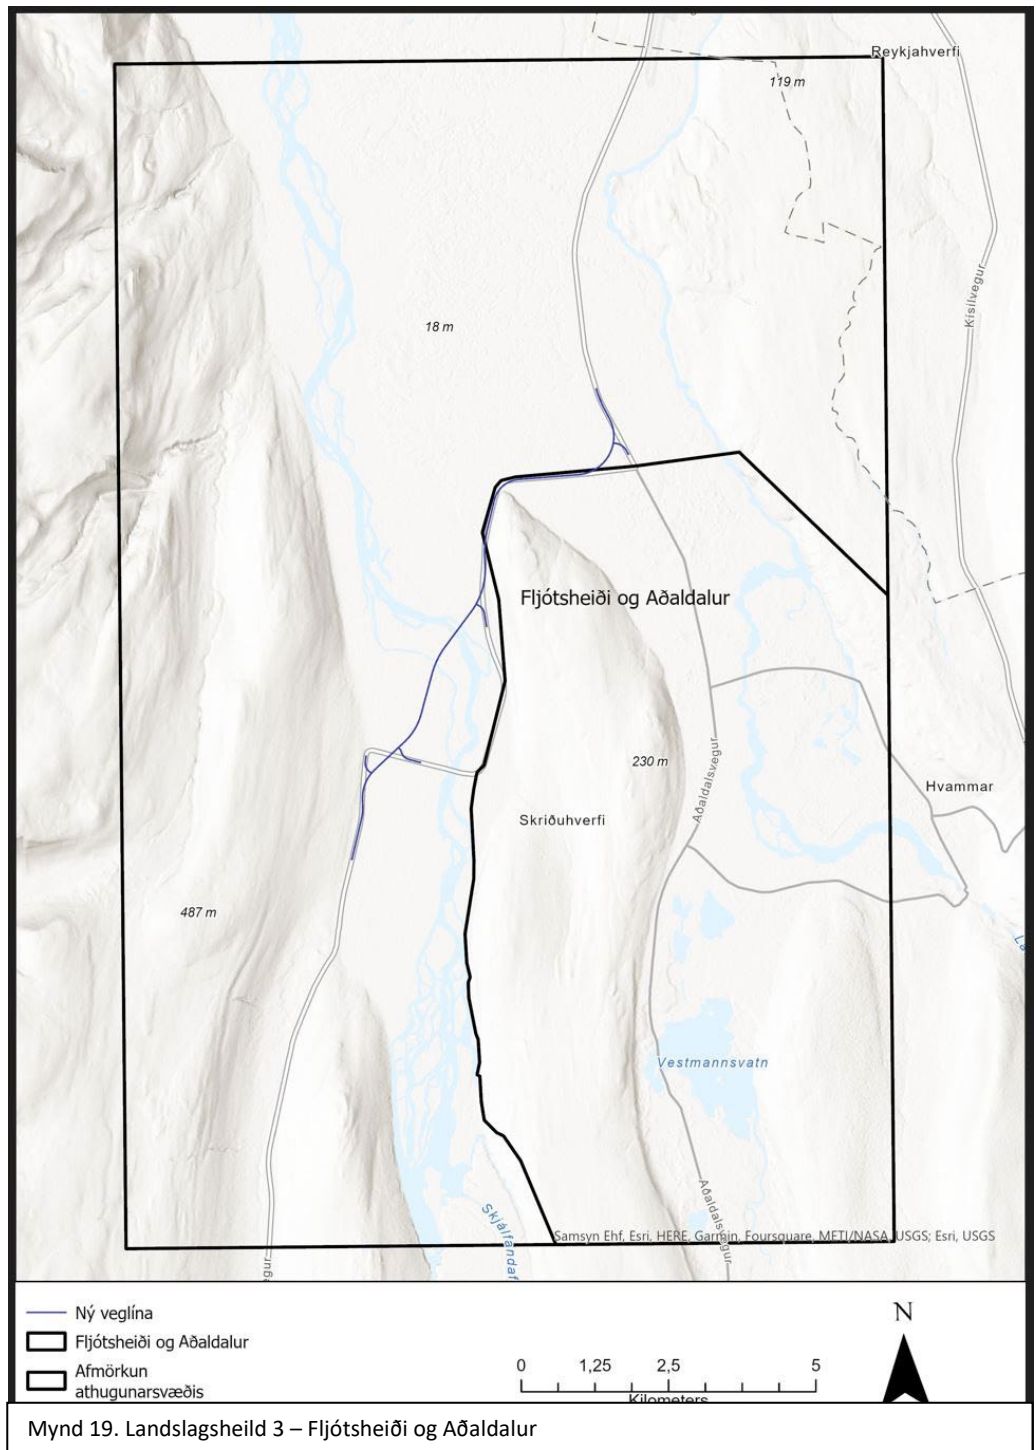 Reykjahverfi
119 m
Kísilvegur
18 m
Fljótsheiði og Aðaldalur
230 m
Aðaldalsvegur
Hvammar
Skriðuhverfi
487 m
Vestmannsvatn
Aðaldalsvegur
Skjálfandaf
Samsyn Ehf, Esri, HERE, Garmin, Foursquare, METI/NASA, USGS; Esri, USGS
Ný veglína
Fljótsheiði og Aðaldalur
Afmörkun
athugunarsvæðis
N
0 1,25 2,5 5
Kilometers
Mynd 19. Landslagsheild 3 – Fljótsheiði og Aðaldalur